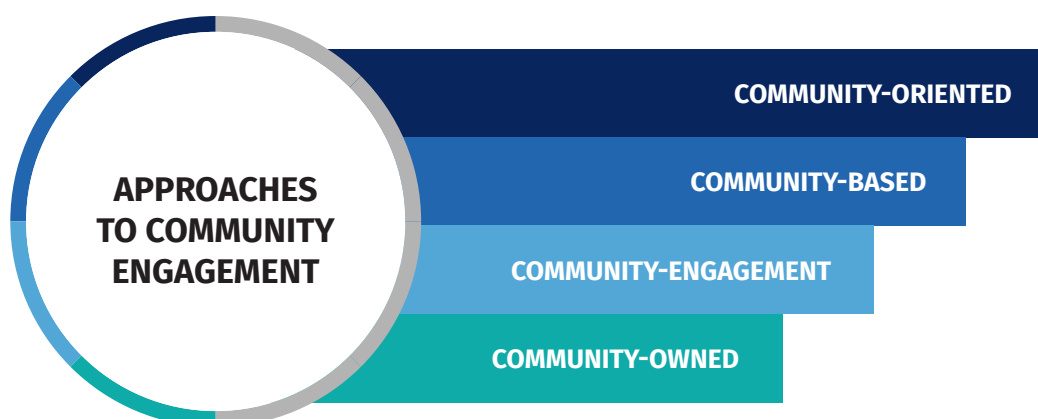 APPROACHES
TO COMMUNITY
ENGAGEMENT
COMMUNITY-ORIENTED
COMMUNITY-BASED
COMMUNITY-ENGAGEMENT
COMMUNITY-OWNED